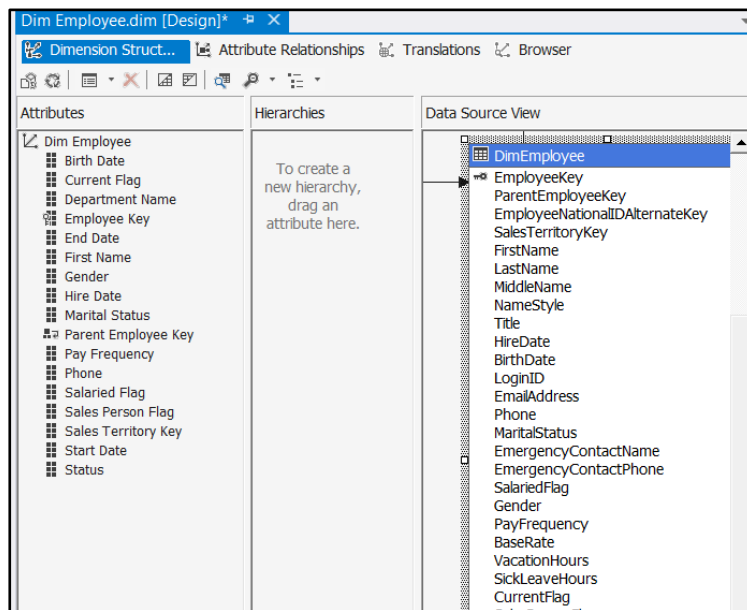 Dim Employee.dim [Design]*
Dimension Struct... Attribute Relationships Translations Browser
Attributes
Dim Employee
Birth Date
Current Flag
Department Name
Employee Key
End Date
First Name
Gender
Hire Date
Marital Status
Parent Employee Key
Pay Frequency
Phone
Salaried Flag
Sales Person Flag
Sales Territory Key
Start Date
Status
Hierarchies
To create a
new hierarchy,
drag an
attribute here.
Data Source View
DimEmployee
EmployeeKey
ParentEmployeeKey
EmployeeNationalIDAlternateKey
SalesTerritoryKey
FirstName
LastName
MiddleName
NameStyle
Title
HireDate
BirthDate
LoginID
EmailAddress
Phone
MaritalStatus
EmergencyContactName
EmergencyContactPhone
SalariedFlag
Gender
PayFrequency
BaseRate
VacationHours
SickLeaveHours
CurrentFlag